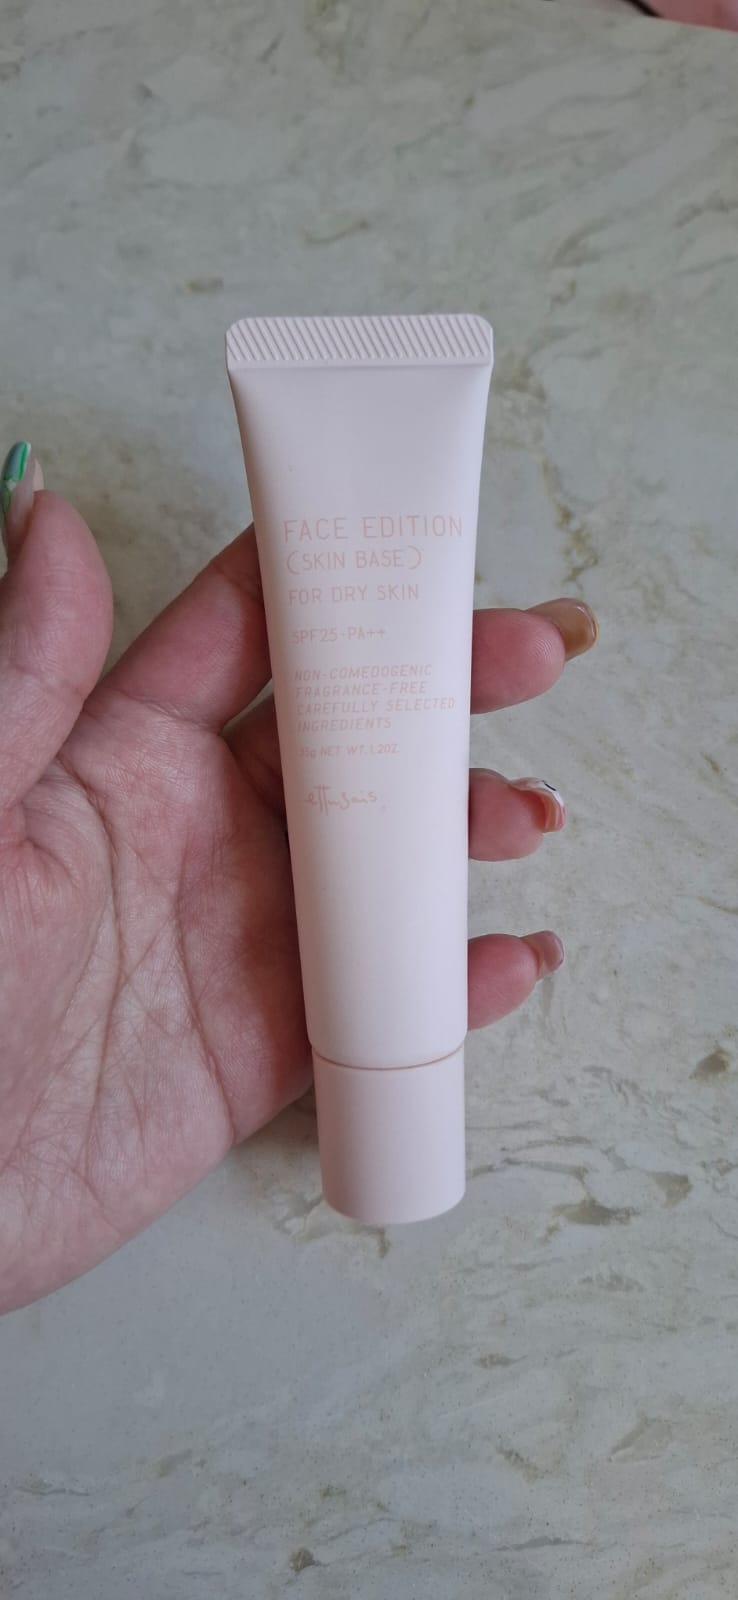 FACE EDITION
(SKIN BASE)
FOR DRY SKIN
SPF25·PA++
NON-COMEDOGENIC
FRAGRANCE-FREE
CAREFULLY SELECTED
INGREDIENTS
35g NET WT. 1.2OZ.
ettusais